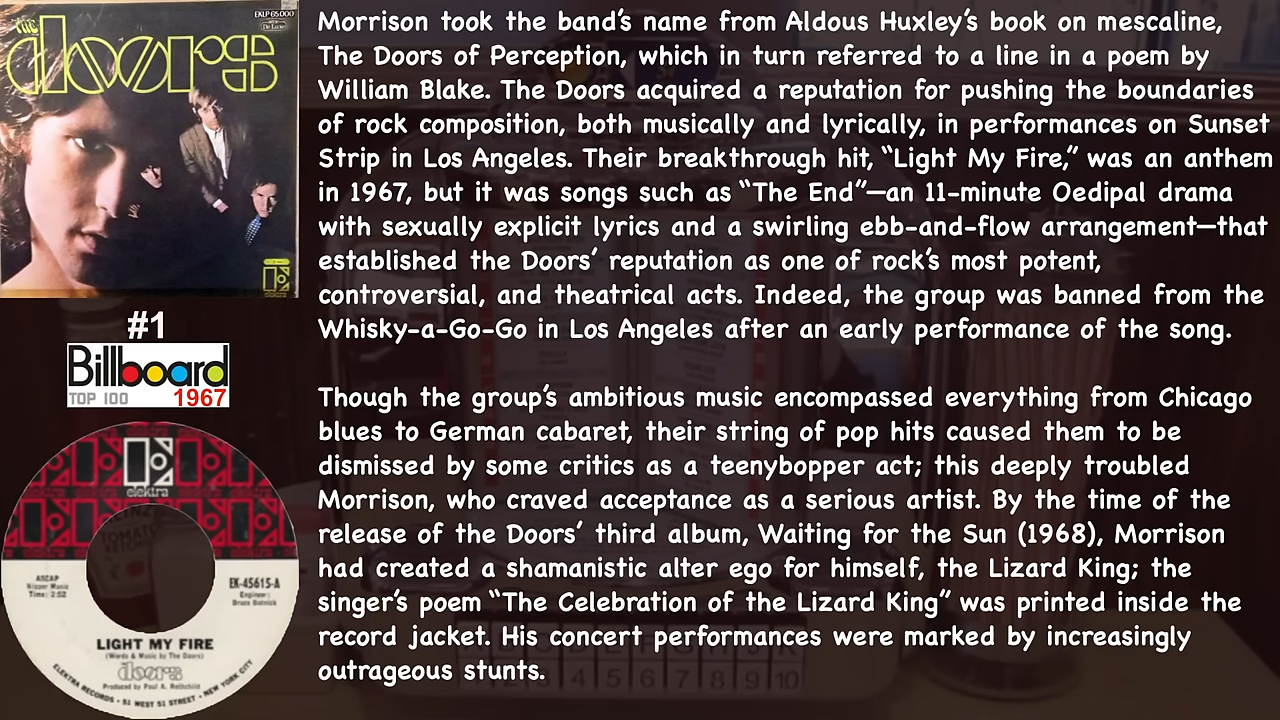 the
doors
EKLP 65000
elektra
#1
Billboard
TOP 100 1967
elektra
ASCAP
Nipper Music
Time: 2:52
EK-45615-A
Engineer:
Bruce Botnick
LIGHT MY FIRE
(Words & Music by The Doors)
doors
Produced by Paul A. Rothchild
ELEKTRA RECORDS • 51 WEST 51 STREET • NEW YORK CITY
Morrison took the band's name from Aldous Huxley's book on mescaline,
The Doors of Perception, which in turn referred to a line in a poem by
William Blake. The Doors acquired a reputation for pushing the boundaries
of rock composition, both musically and lyrically, in performances on Sunset
Strip in Los Angeles. Their breakthrough hit, “Light My Fire,” was an anthem
in 1967, but it was songs such as “The End”—an 11-minute Oedipal drama
with sexually explicit lyrics and a swirling ebb-and-flow arrangement—that
established the Doors’ reputation as one of rock’s most potent,
controversial, and theatrical acts. Indeed, the group was banned from the
Whisky-a-Go-Go in Los Angeles after an early performance of the song.
Though the group’s ambitious music encompassed everything from Chicago
blues to German cabaret, their string of pop hits caused them to be
dismissed by some critics as a teenybopper act; this deeply troubled
Morrison, who craved acceptance as a serious artist. By the time of the
release of the Doors’ third album, Waiting for the Sun (1968), Morrison
had created a shamanistic alter ego for himself, the Lizard King; the
singer’s poem “The Celebration of the Lizard King” was printed inside the
record jacket. His concert performances were marked by increasingly
outrageous stunts.